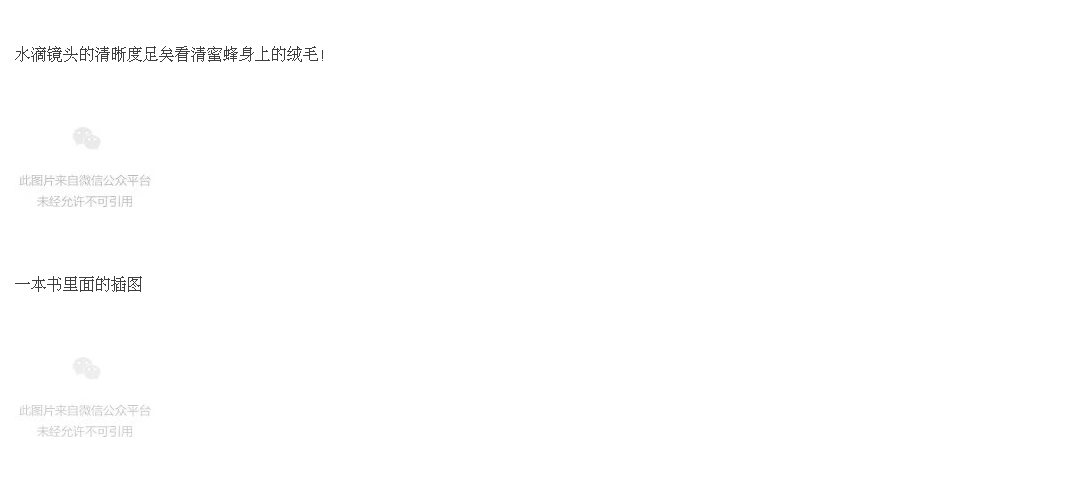 水滴镜头的清晰度足矣看清蜜蜂身上的绒毛！
此图片来自微信公众平台
未经允许不可引用
一本书里面的插图
此图片来自微信公众平台
未经允许不可引用